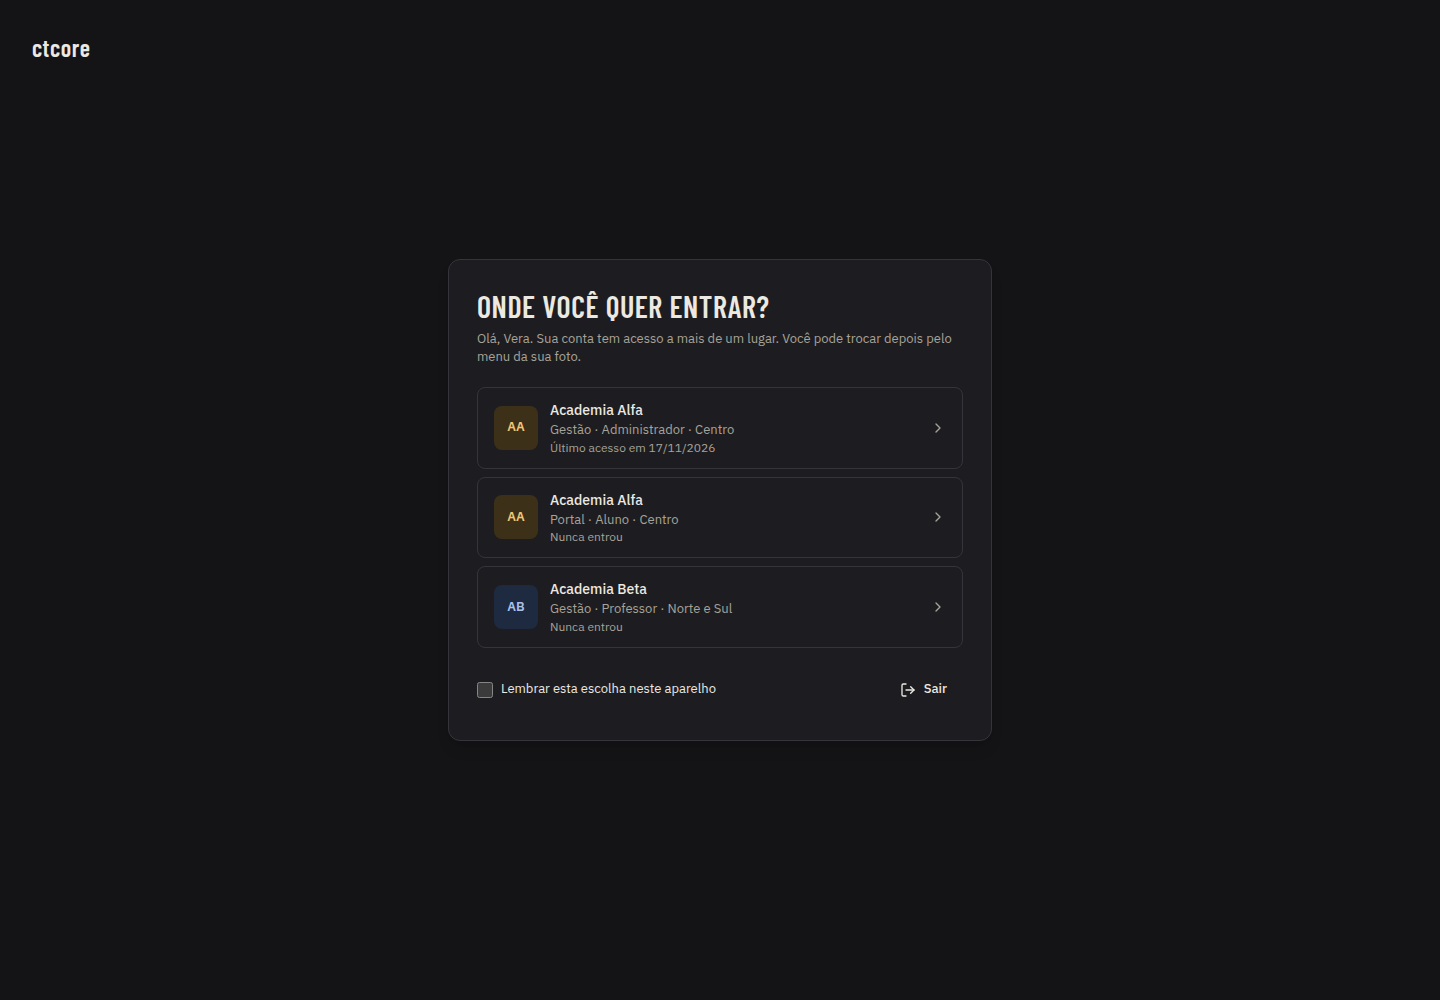 ctcore
ONDE VOCÊ QUER ENTRAR?
Olá, Vera. Sua conta tem acesso a mais de um lugar. Você pode trocar depois pelo
menu da sua foto.
AA
Academia Alfa
Gestão · Administrador · Centro
Último acesso em 17/11/2026
AA
Academia Alfa
Portal · Aluno · Centro
Nunca entrou
AB
Academia Beta
Gestão · Professor · Norte e Sul
Nunca entrou
Lembrar esta escolha neste aparelho
Sair